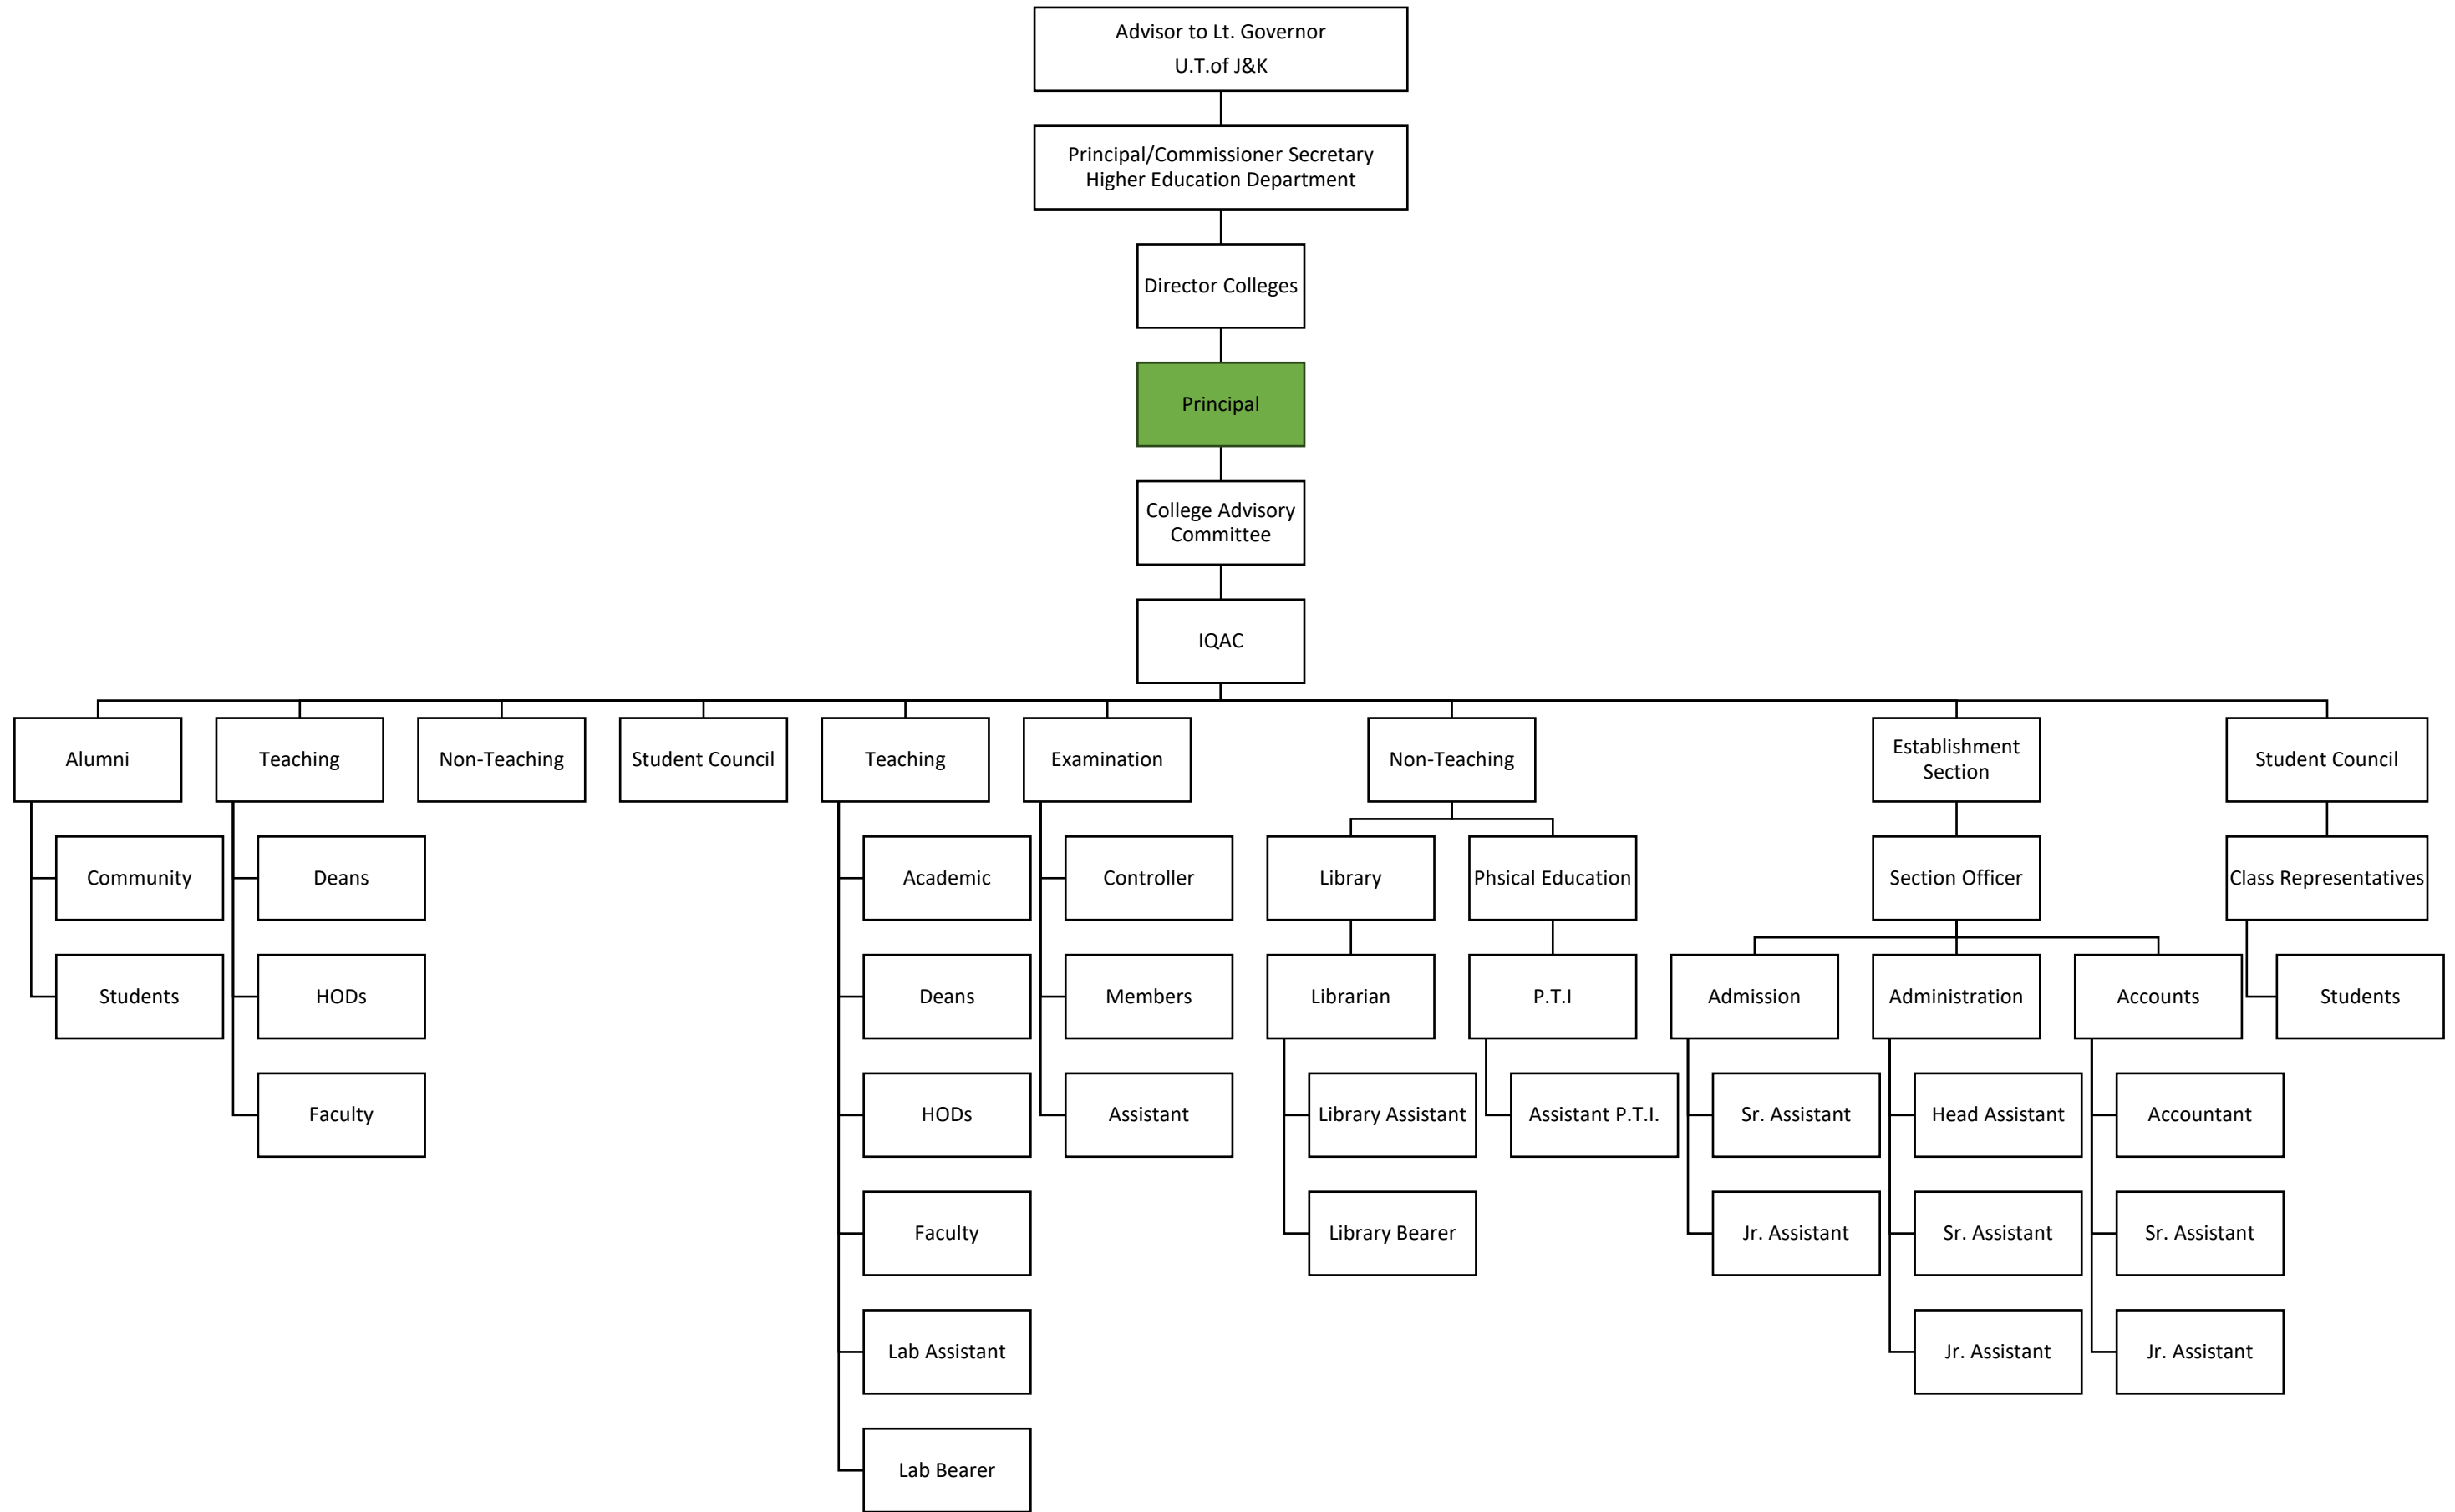 Advisor to Lt. Governor
U.T.of J&K
Principal/Commissioner Secretary
Higher Education Department
Director Colleges
Principal
College Advisory
Committee
IQAC
Alumni
Teaching
Non-Teaching
Student Council
Teaching
Examination
Non-Teaching
Establishment
Section
Student Council
Community
Deans
Academic
Controller
Library
Phsical Education
Section Officer
Class Representatives
Students
HODs
Deans
Members
Librarian
P.T.I
Admission
Administration
Accounts
Students
Faculty
HODs
Assistant
Library Assistant
Assistant P.T.I.
Sr. Assistant
Head Assistant
Accountant
Faculty
Library Bearer
Jr. Assistant
Sr. Assistant
Sr. Assistant
Lab Assistant
Jr. Assistant
Jr. Assistant
Lab Bearer